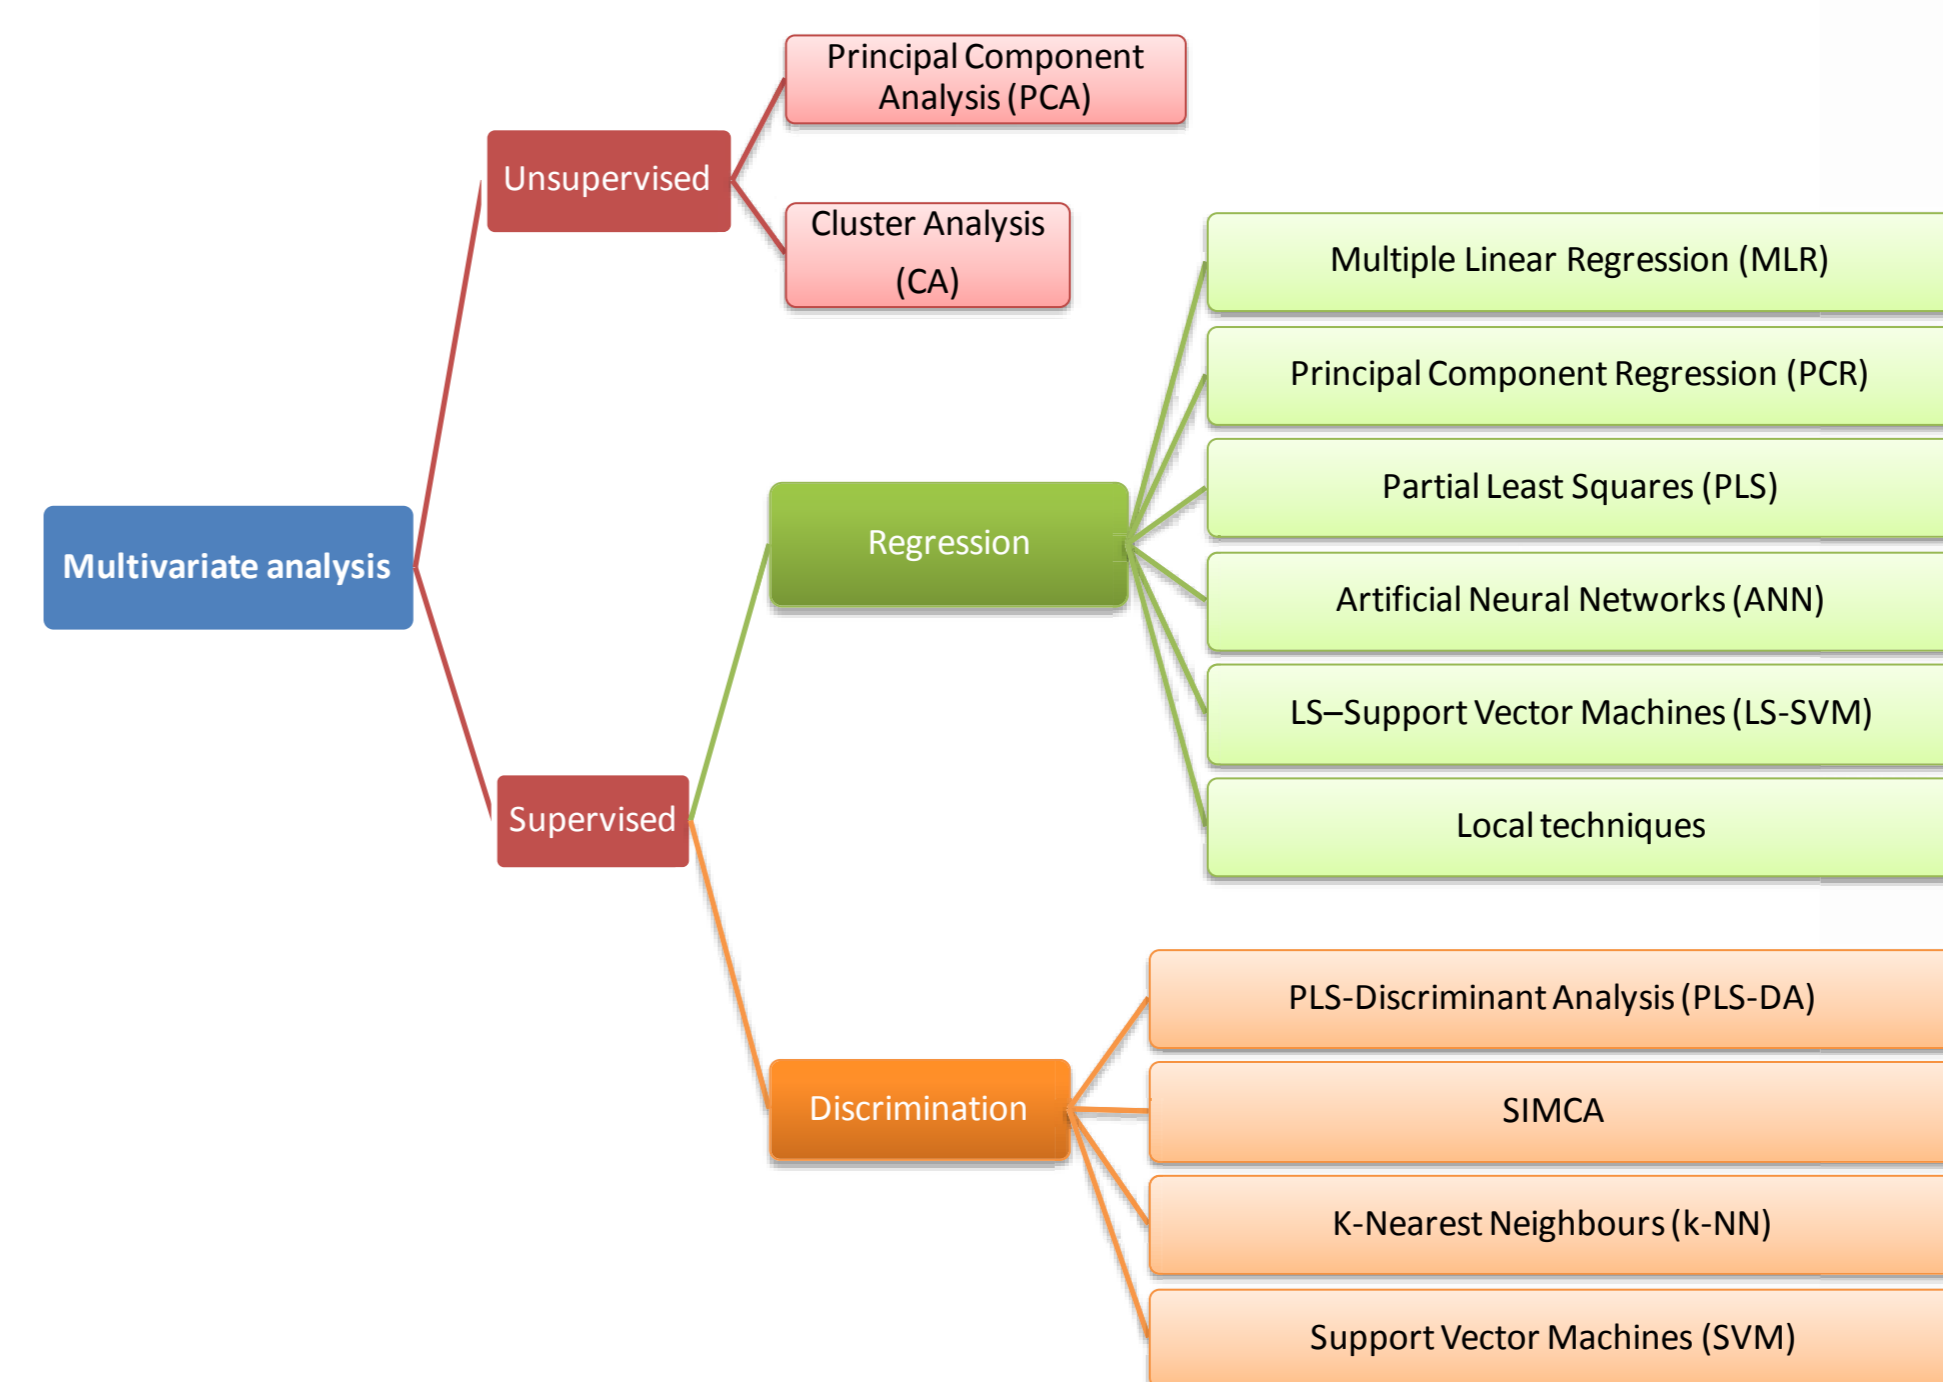 Principal Component
Analysis (PCA)
Unsupervised
Cluster Analysis
(CA)
Multiple Linear Regression (MLR)
Principal Component Regression (PCR)
Partial Least Squares (PLS)
Regression
Multivariate analysis
Artificial Neural Networks (ANN)
LS–Support Vector Machines (LS-SVM)
Supervised
Local techniques
PLS-Discriminant Analysis (PLS-DA)
Discrimination
SIMCA
K-Nearest Neighbours (k-NN)
Support Vector Machines (SVM)